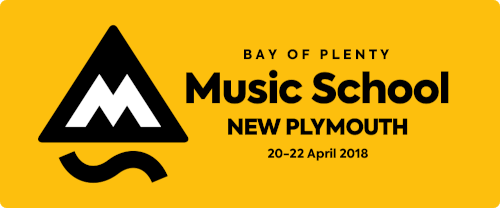 M
BAY OF PLENTY
Music School
NEW PLYMOUTH
20–22 April 2018